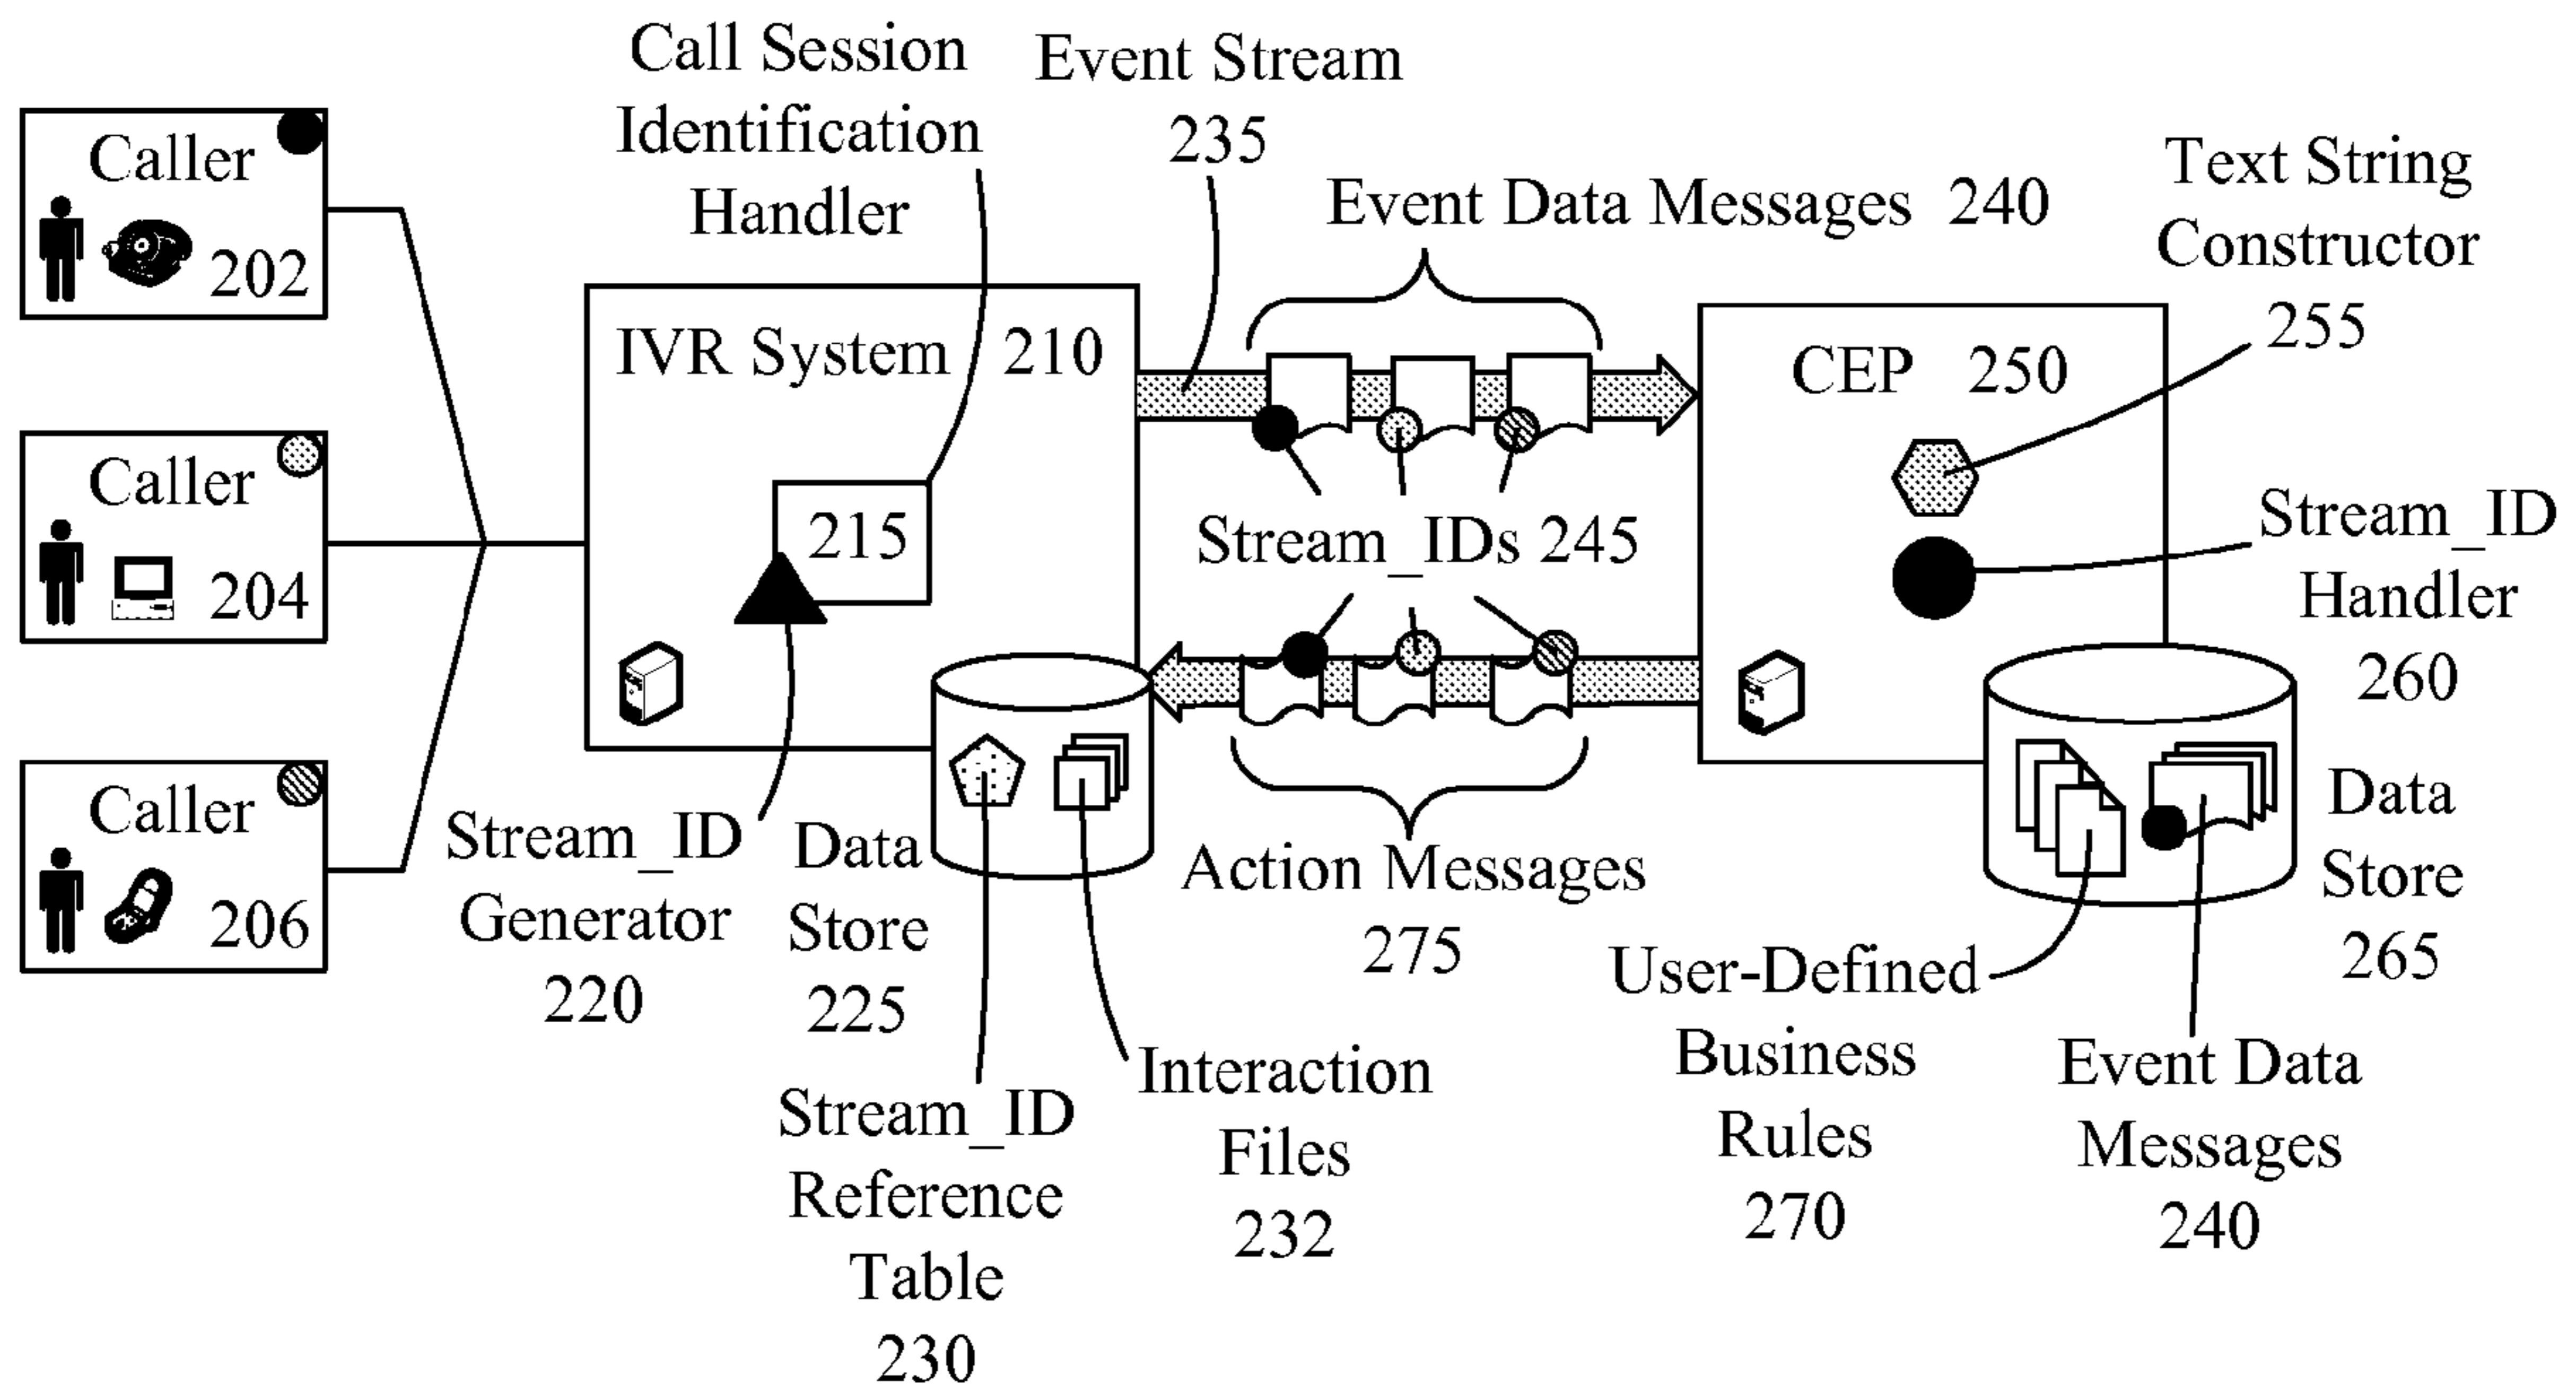 Call Session
Identification
Handler
Event Stream
235
Event Data Messages 240
Text String
Constructor
255
Caller
202
Caller
204
Caller
206
IVR System 210
215
CEP 250
Stream_IDs 245
Stream_ID
Handler
260
Stream_ID
Generator
220
Data
Store
225
Action Messages
275
Data
Store
265
User-Defined
Business
Rules
270
Event Data
Messages
240
Interaction
Files
232
Stream_ID
Reference
Table
230